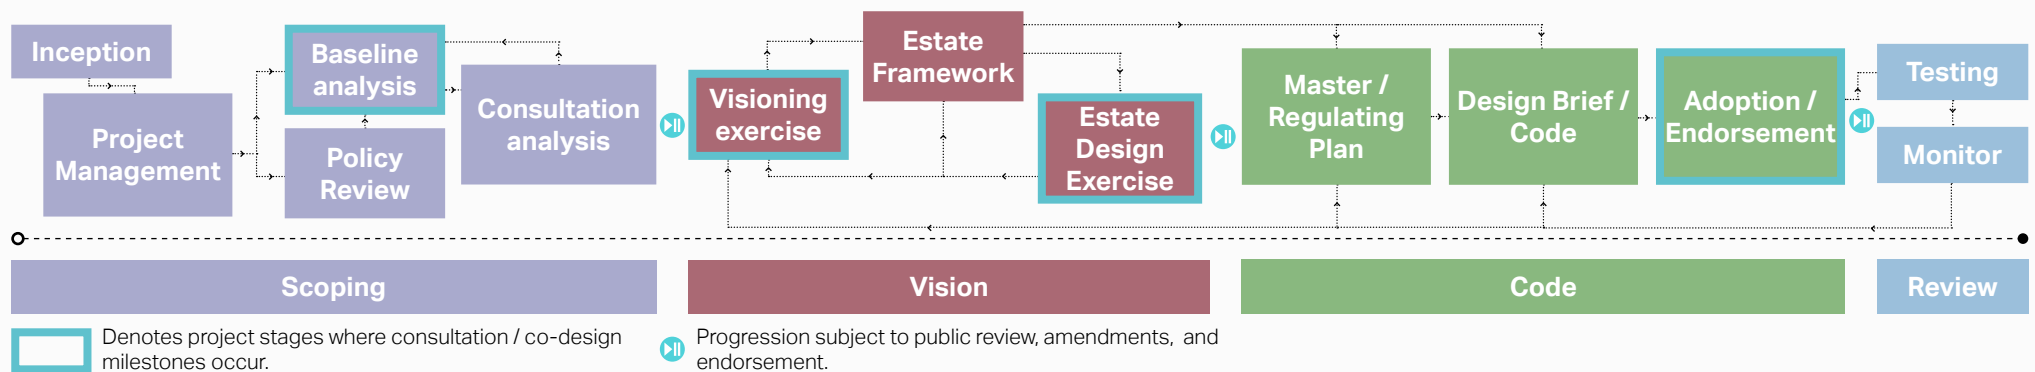 Inception
Project
Management
Baseline
analysis
Policy
Review
Consultation
analysis
Visioning
exercise
Estate
Framework
Estate
Design
Exercise
Master /
Regulating
Plan
Design Brief /
Code
Adoption /
Endorsement
Testing
Monitor
Scoping
Vision
Code
Review
Denotes project stages where consultation / co-design
milestones occur.
Progression subject to public review, amendments, and
endorsement.